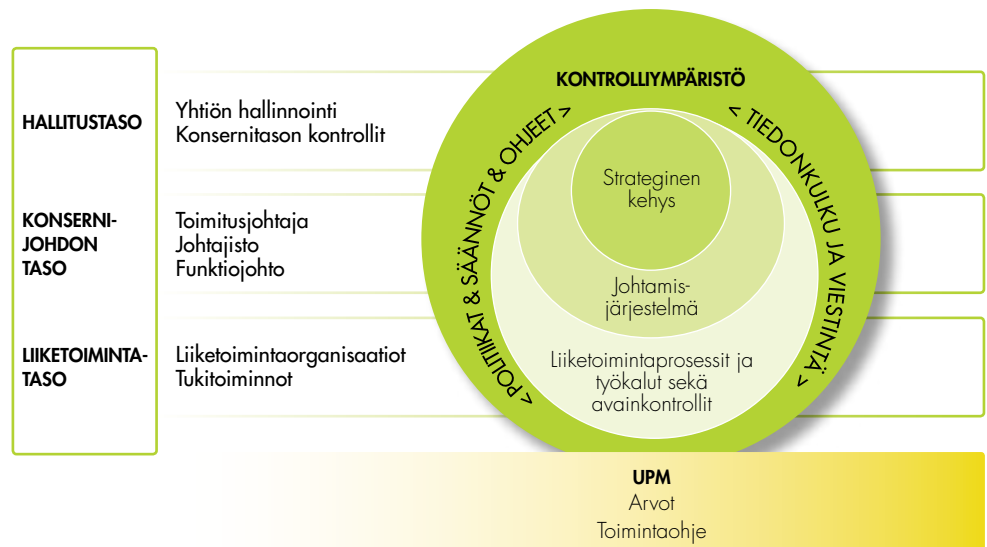 KONTROLLIYMPÄRISTÖ
HALLITUSTASO
Yhtiön hallinnointi
Konsernitason kontrollit
< POLITIIKAT & SÄÄNNÖT & OHJEET >
< TIEDONKULKU JA VIESTINTÄ >
Strateginen
kehys
KONSERNI-
JOHDON
TASO
Toimitusjohtaja
Johtajisto
Funktiojohto
Johtamis-
järjestelmä
LIIKETOIMINTA-
TASO
Liiketoimintaorganisaatiot
Tukitoiminnot
Liiketoimintaprosessit ja
työkalut sekä
avainkontrollit
UPM
Arvot
Toimintaohje